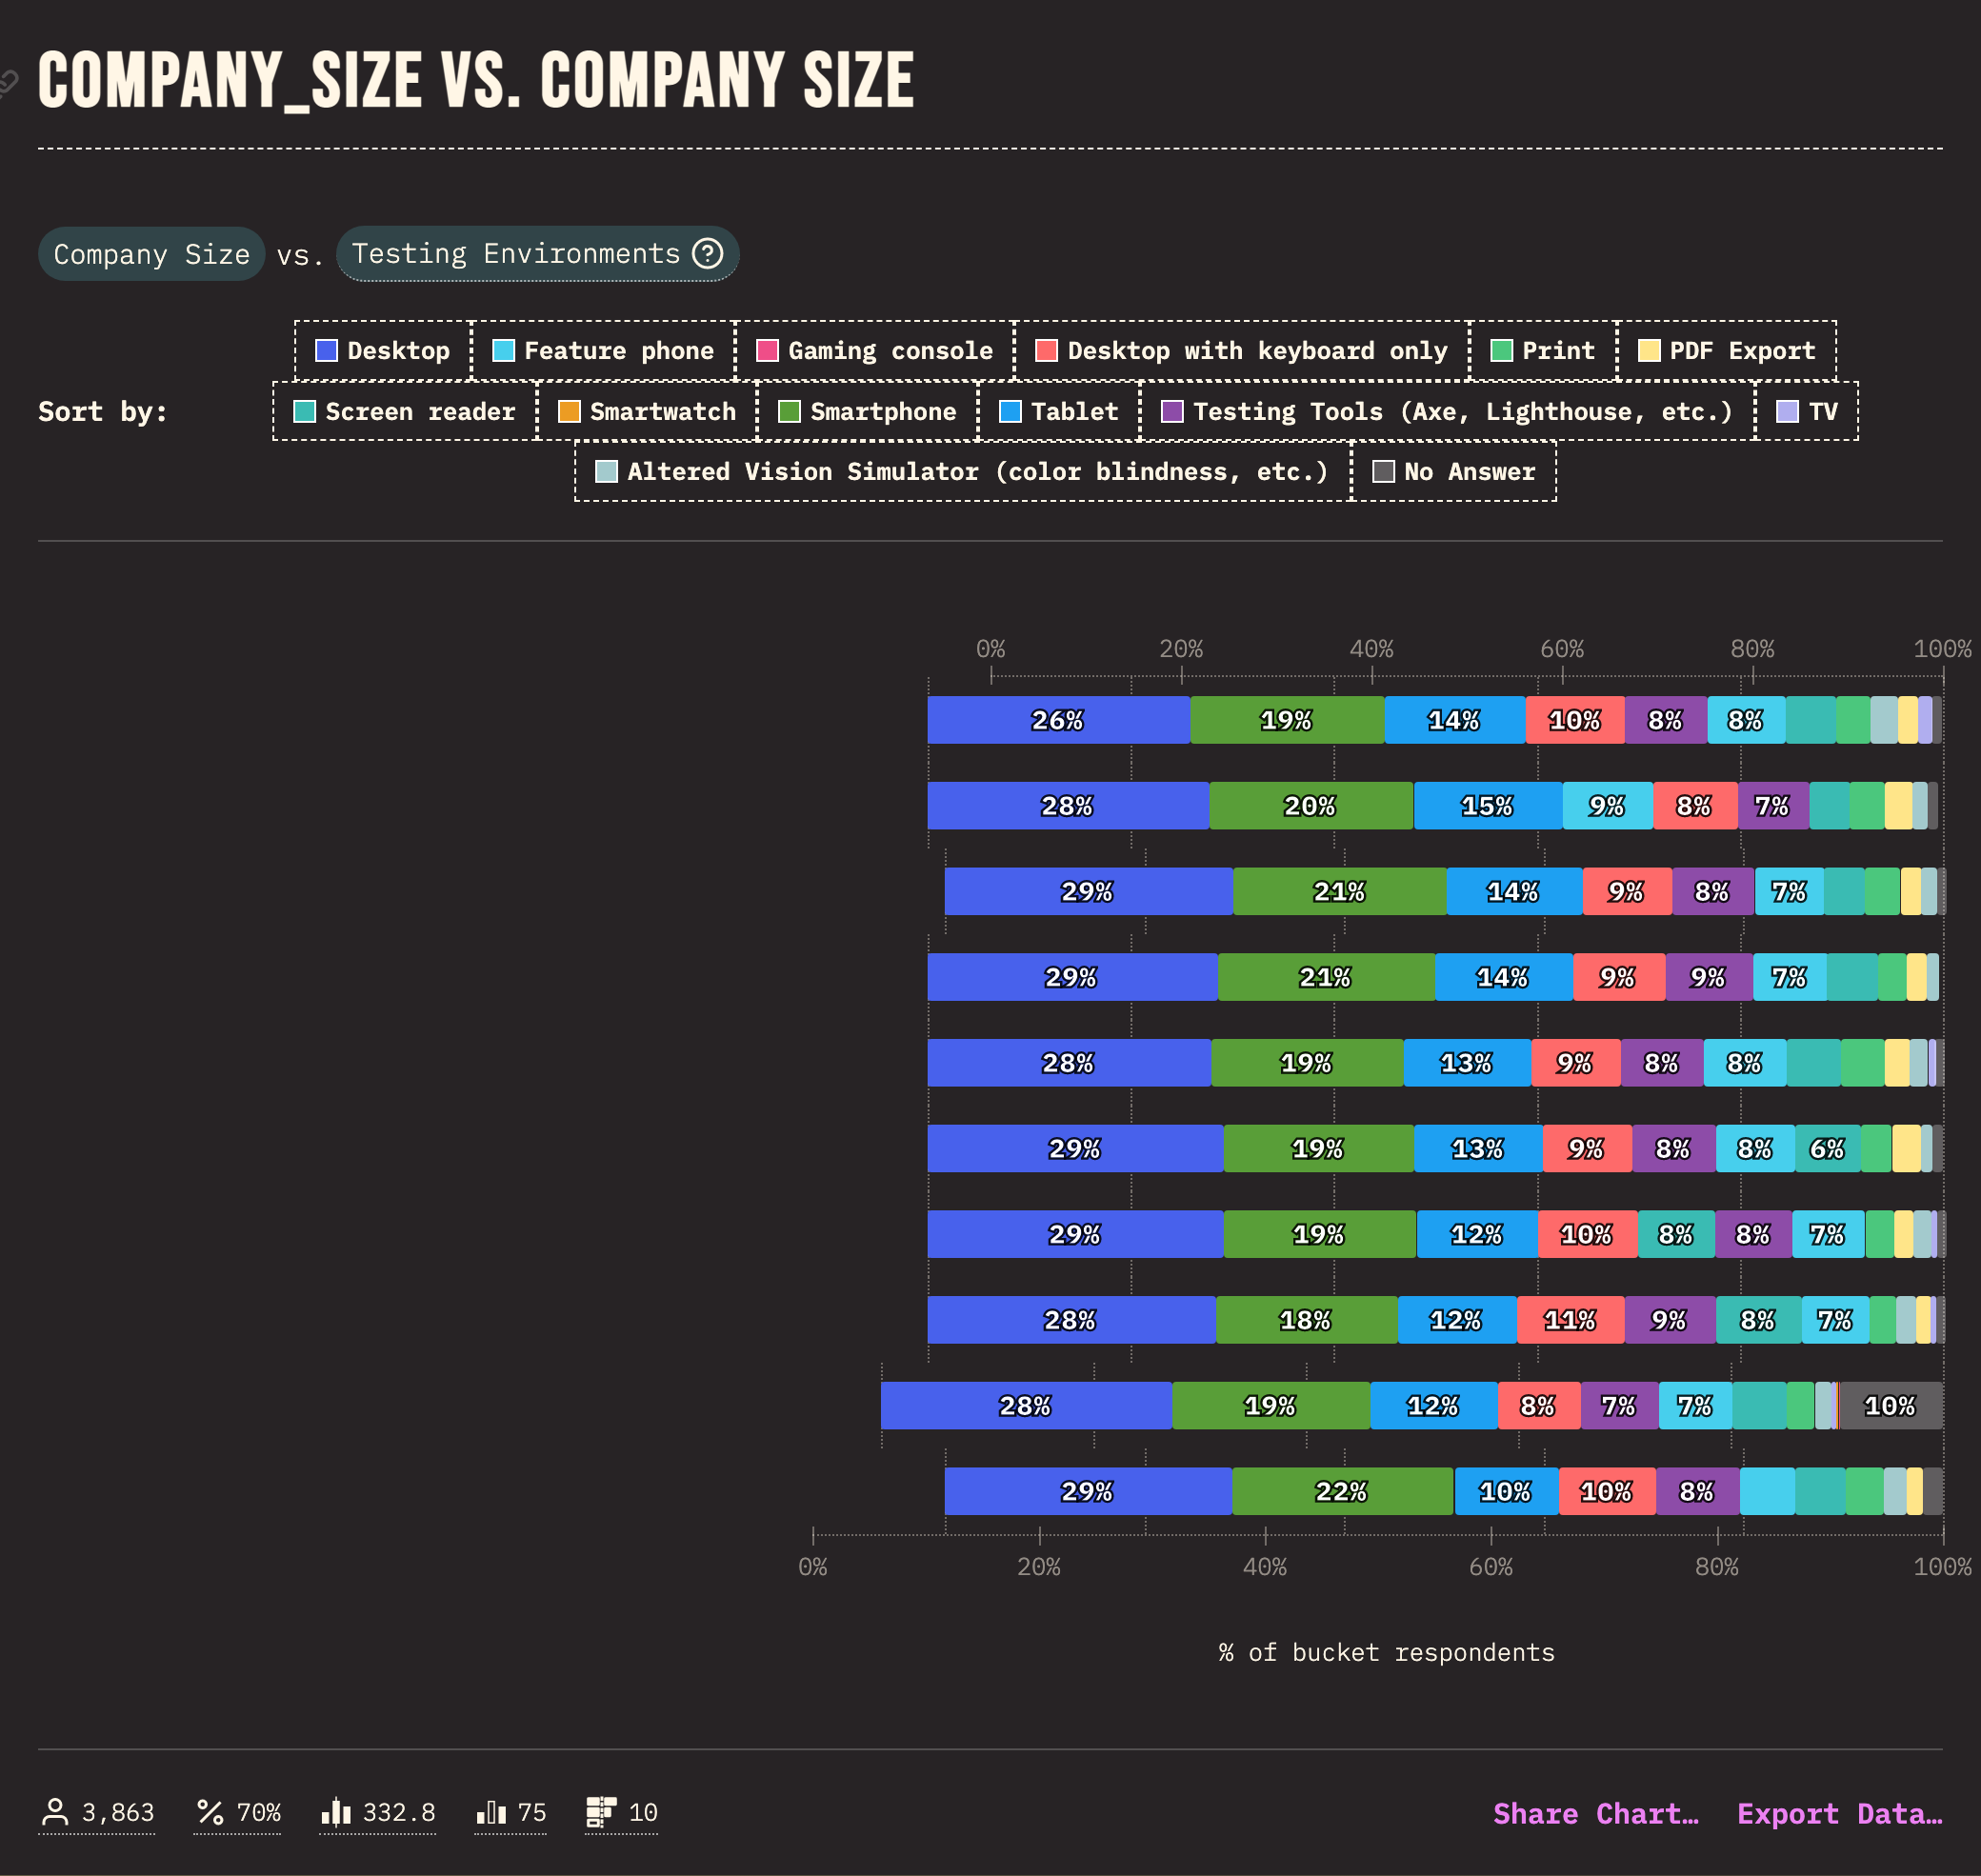 COMPANY_SIZE VS. COMPANY SIZE
Company Size vs. Testing Environments ?
Desktop Feature phone Gaming console Desktop with keyboard only Print PDF Export
Sort by: Screen reader Smartwatch Smartphone Tablet Testing Tools (Axe, Lighthouse, etc.) TV
Altered Vision Simulator (color blindness, etc.) No Answer
0% 20% 40% 60% 80% 100%
26% 19% 14% 10% 8% 8%
28% 20% 15% 9% 8% 7%
29% 21% 14% 9% 8% 7%
29% 21% 14% 9% 9% 7%
28% 19% 13% 9% 8% 8%
29% 19% 13% 9% 8% 8% 6%
29% 19% 12% 10% 8% 8% 7%
28% 18% 12% 11% 9% 8% 7%
28% 19% 12% 8% 7% 7% 10%
29% 22% 10% 10% 8%
0% 20% 40% 60% 80% 100%
% of bucket respondents
3,863 % 70% 332.8 75 10 Share Chart… Export Data…